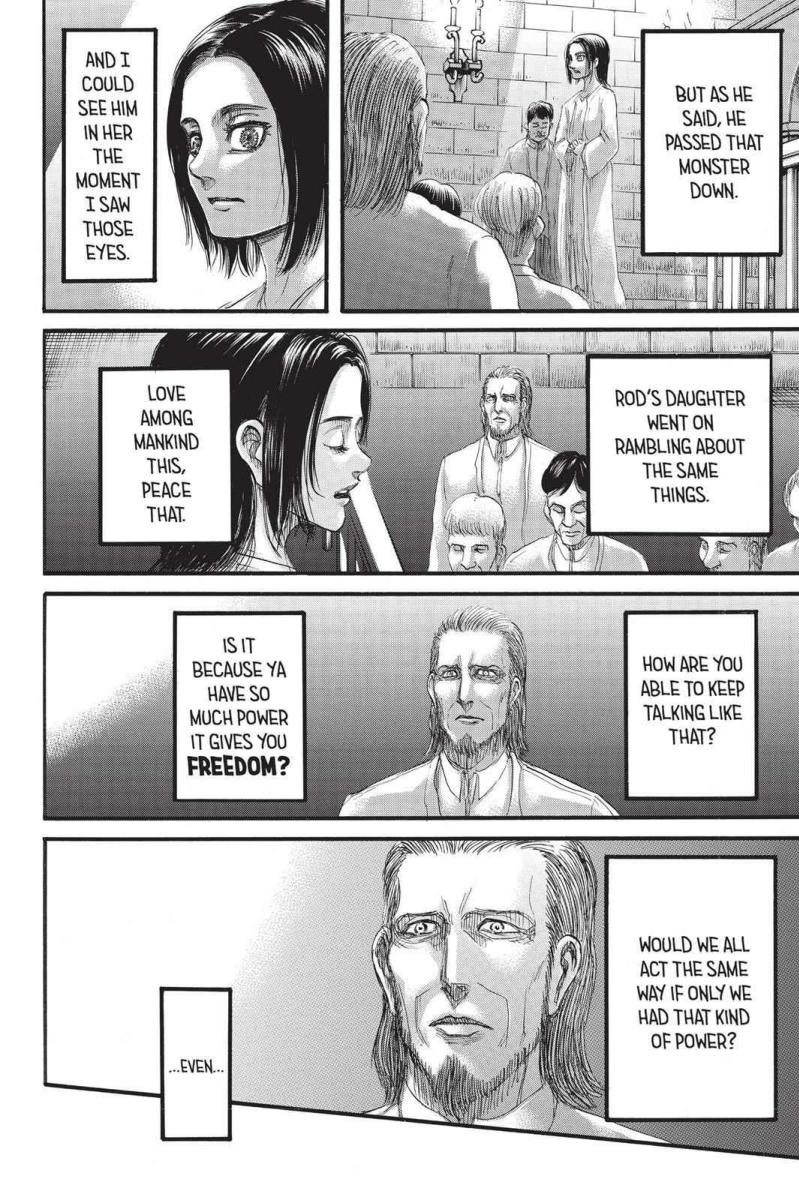 BUT AS HE
SAID, HE
PASSED THAT
MONSTER
DOWN.
AND I
COULD
SEE HIM
IN HER
THE
MOMENT
I SAW
THOSE
EYES.
ROD'S DAUGHTER
WENT ON
RAMBLING ABOUT
THE SAME
THINGS.
LOVE
AMONG
MANKIND
THIS,
PEACE
THAT.
HOW ARE YOU
ABLE TO KEEP
TALKING LIKE
THAT?
IS IT
BECAUSE YA
HAVE SO
MUCH POWER
IT GIVES YOU
FREEDOM?
WOULD WE ALL
ACT THE SAME
WAY IF ONLY WE
HAD THAT KIND
OF POWER?
...EVEN...